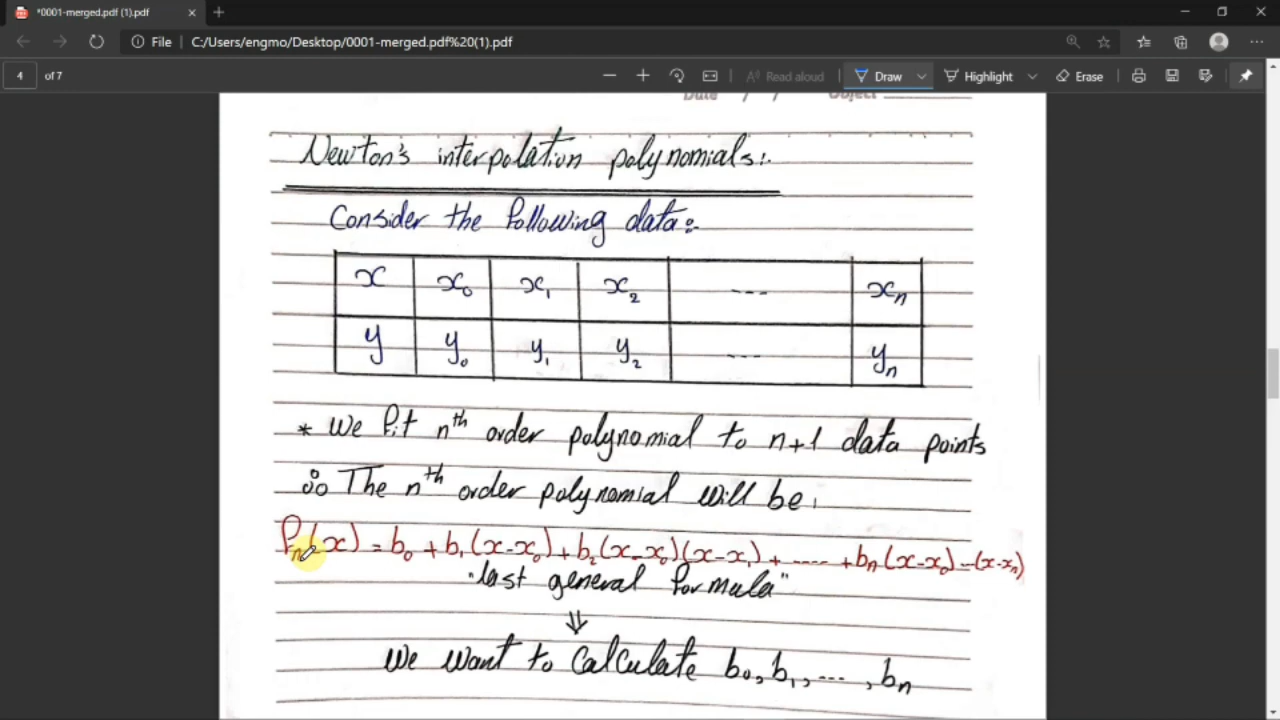 *0001-merged.pdf (1).pdf
File C:/Users/engmo/Desktop/0001-merged.pdf%20(1).pdf
4 of 7 Read aloud Draw Highlight Erase
Date / / Object
Newton's interpolation polynomials:.
Consider the following data:
x x₀ x₁ x₂ ---- xₙ
y y₀ y₁ y₂ --- yₙ
* We fit nᵗʰ order polynomial to n+1 data points
∴ The nᵗʰ order polynomial will be:
Pₙ(x) = b₀ + b₁(x-x₀) + b₂(x-x₀)(x-x₁) + ----- + bₙ(x-x₀)--(x-xₙ)
"last general formula"
⇓
We want to calculate b₀, b₁, ---, bₙ